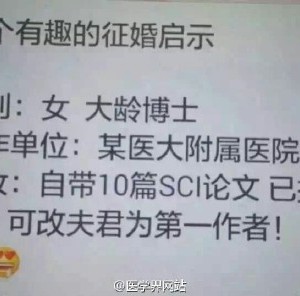 个有趣的征婚启示
别：女 大龄博士
作单位：某医大附属医院
自带10篇SCI论文 已
可改夫君为第一作者！
@医学界网站